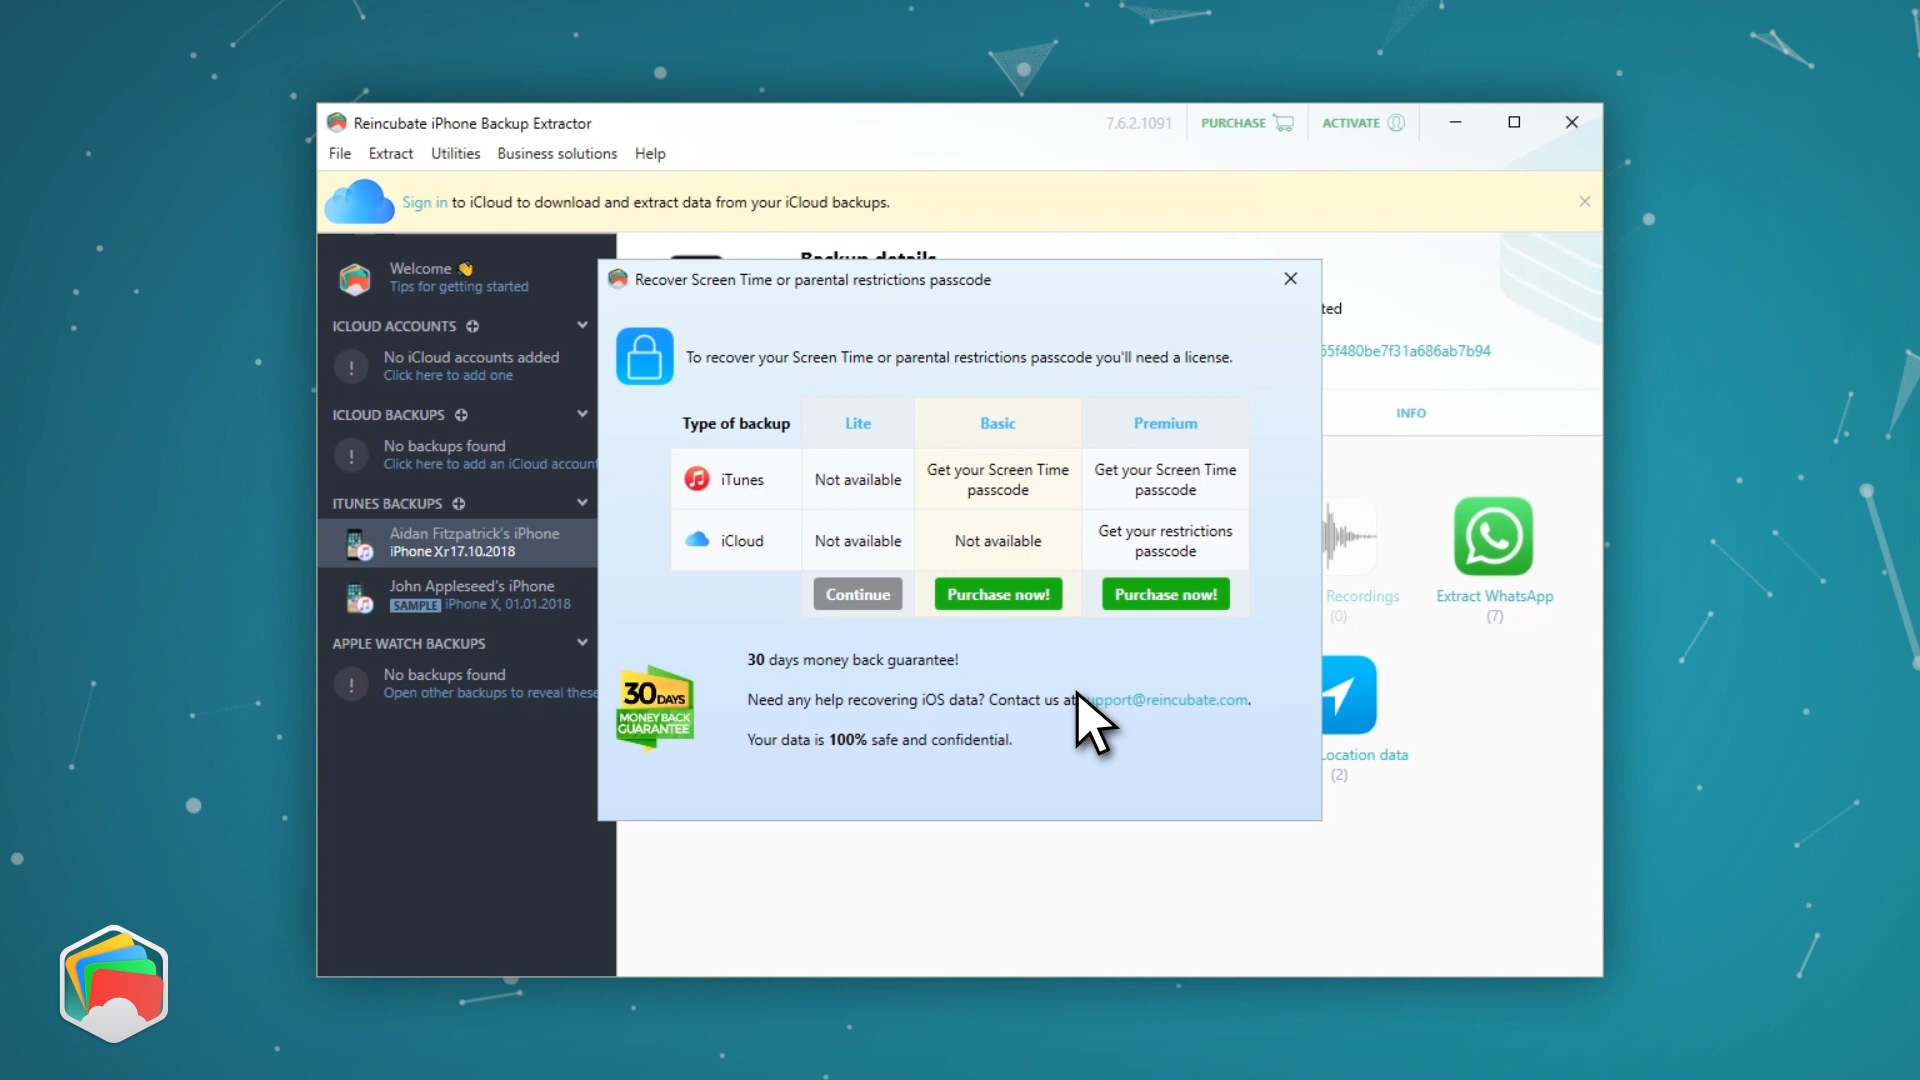 Reincubate iPhone Backup Extractor
7.6.2.1091
PURCHASE
ACTIVATE
File Extract Utilities Business solutions Help
Sign in to iCloud to download and extract data from your iCloud backups.
Welcome 👋
Tips for getting started
ICLOUD ACCOUNTS
No iCloud accounts added
Click here to add one
ICLOUD BACKUPS
No backups found
Click here to add an iCloud account
ITUNES BACKUPS
Aidan Fitzpatrick's iPhone
iPhone Xr 17.10.2018
John Appleseed's iPhone
SAMPLE iPhone X, 01.01.2018
APPLE WATCH BACKUPS
No backups found
Open other backups to reveal these
Backup details
Recover Screen Time or parental restrictions passcode
To recover your Screen Time or parental restrictions passcode you'll need a license.
Type of backup Lite Basic Premium
iTunes
Not available
Get your Screen Time
passcode
Get your Screen Time
passcode
iCloud
Not available
Not available
Get your restrictions
passcode
Continue Purchase now! Purchase now!
30 DAYS
MONEY BACK
GUARANTEE
30 days money back guarantee!
Need any help recovering iOS data? Contact us at upport@reincubate.com.
Your data is 100% safe and confidential.
ted
55f480be7f31a686ab7b94
INFO
Recordings
(0)
Extract WhatsApp
(7)
Location data
(2)